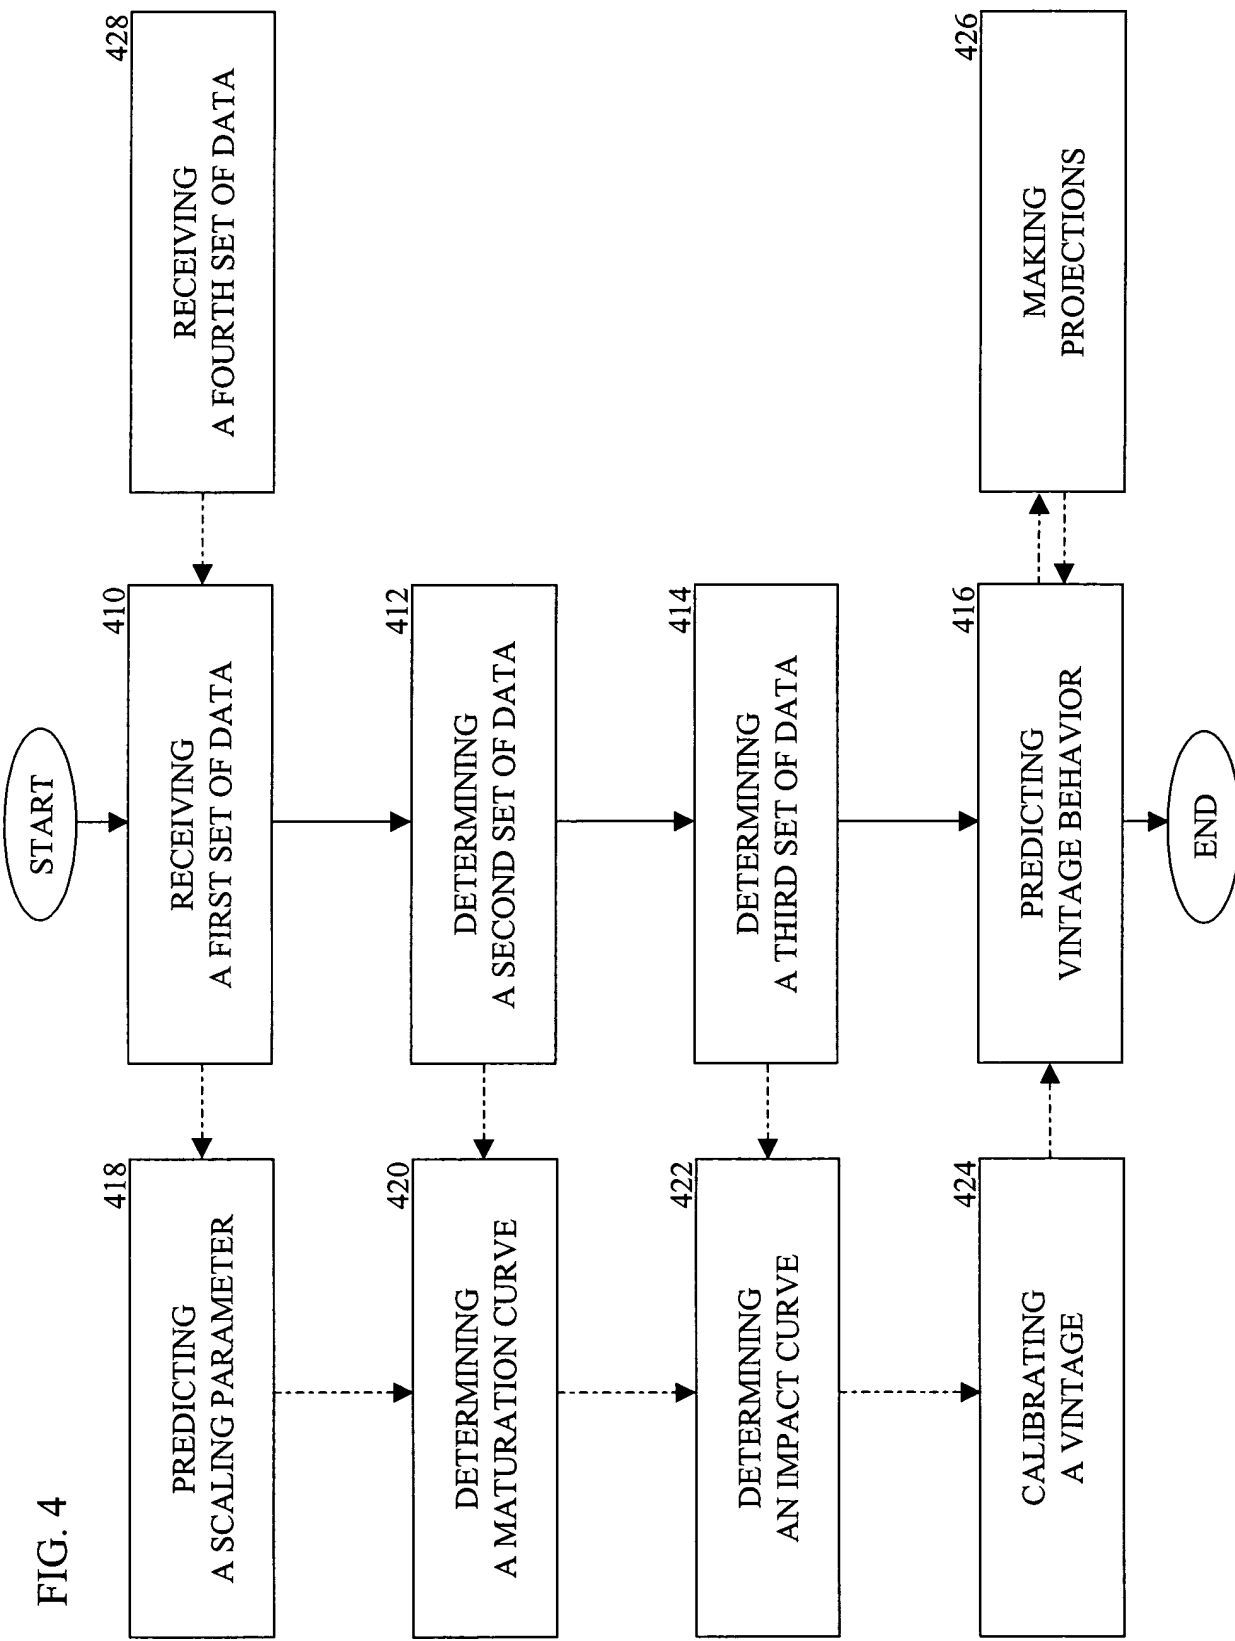 FIG. 4
START
410
RECEIVING
A FIRST SET OF DATA
428
RECEIVING
A FOURTH SET OF DATA
418
PREDICTING
A SCALING PARAMETER
412
DETERMINING
A SECOND SET OF DATA
420
DETERMINING
A MATURATION CURVE
414
DETERMINING
A THIRD SET OF DATA
422
DETERMINING
AN IMPACT CURVE
424
CALIBRATING
A VINTAGE
416
PREDICTING
VINTAGE BEHAVIOR
426
MAKING
PROJECTIONS
END